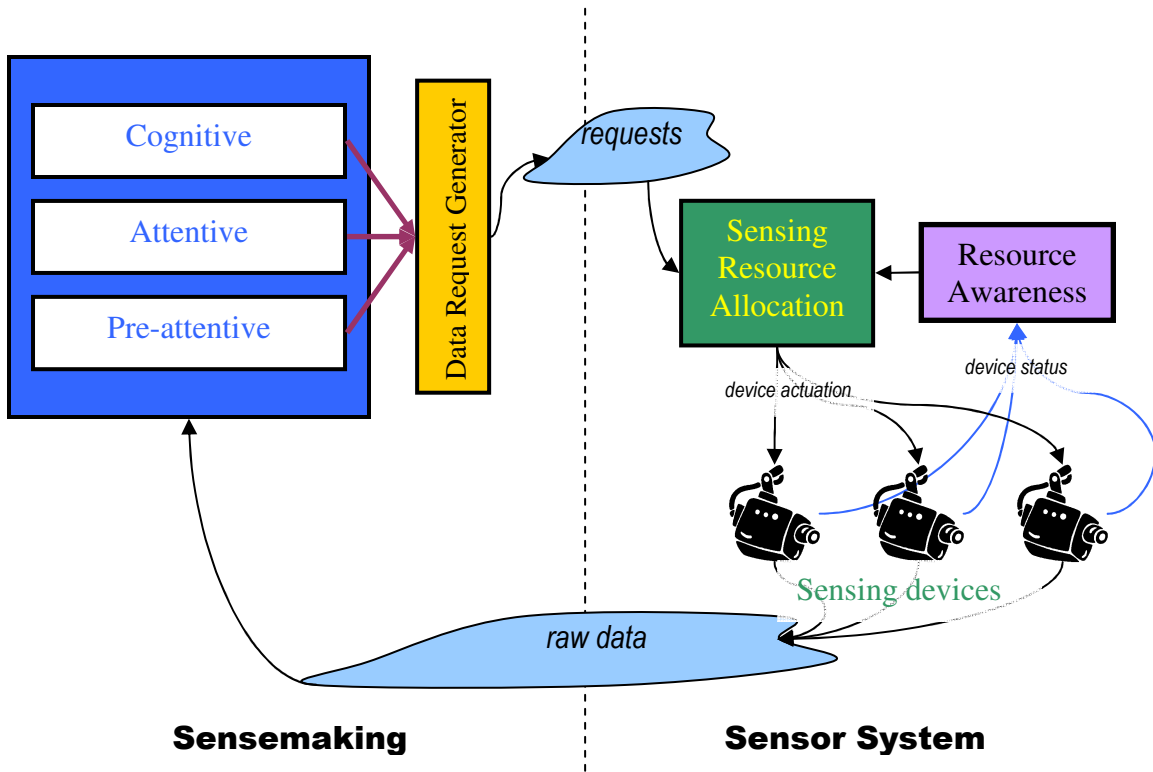 Cognitive
Attentive
Pre-attentive
Data Request Generator
requests
Sensing
Resource
Allocation
Resource
Awareness
device actuation
device status
Sensing devices
raw data
Sensemaking
Sensor System